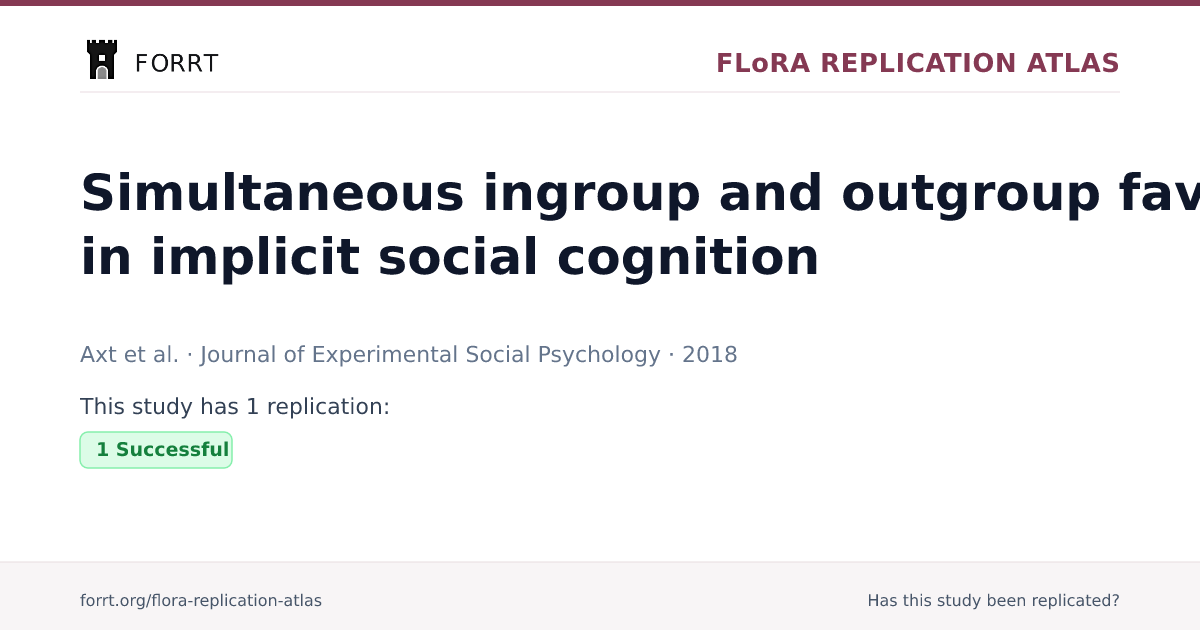 FORRT
FLoRA REPLICATION ATLAS
Simultaneous ingroup and outgroup fav
in implicit social cognition
Axt et al. · Journal of Experimental Social Psychology · 2018
This study has 1 replication:
1 Successful
forrt.org/flora-replication-atlas
Has this study been replicated?